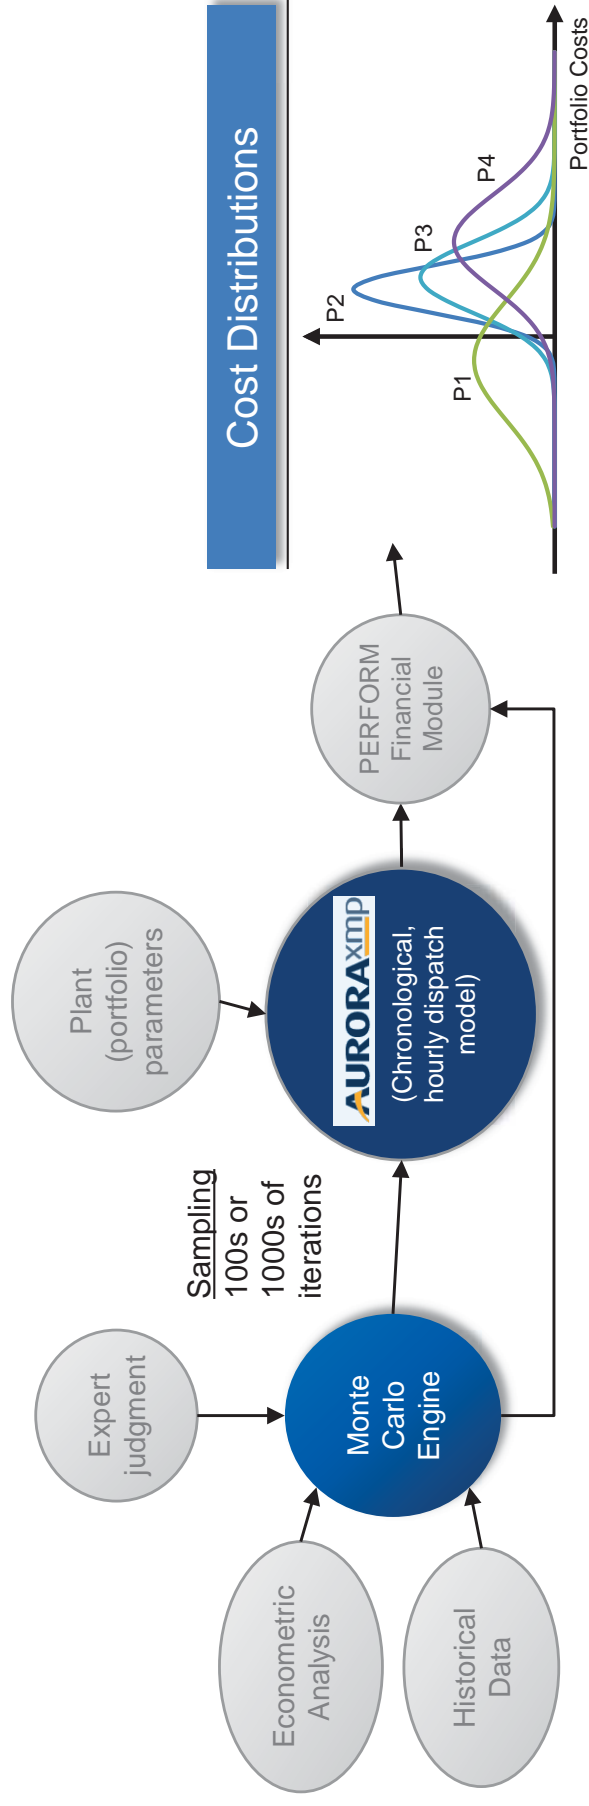 Econometric
Analysis
Historical
Data
Expert
judgment
Monte
Carlo
Engine
Sampling
100s or
1000s of
iterations
Plant
(portfolio)
parameters
AURORAxmp
(Chronological,
hourly dispatch
model)
PERFORM
Financial
Module
Cost Distributions
P1
P2
P3
P4
Portfolio Costs